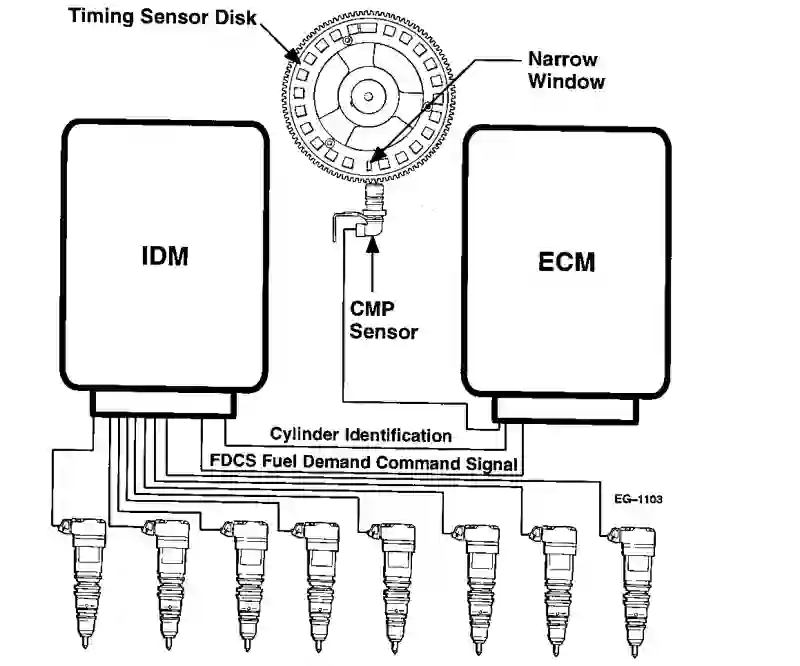 Timing Sensor Disk
Narrow
Window
IDM
ECM
CMP
Sensor
Cylinder Identification
FDCS Fuel Demand Command Signal
EG–1103